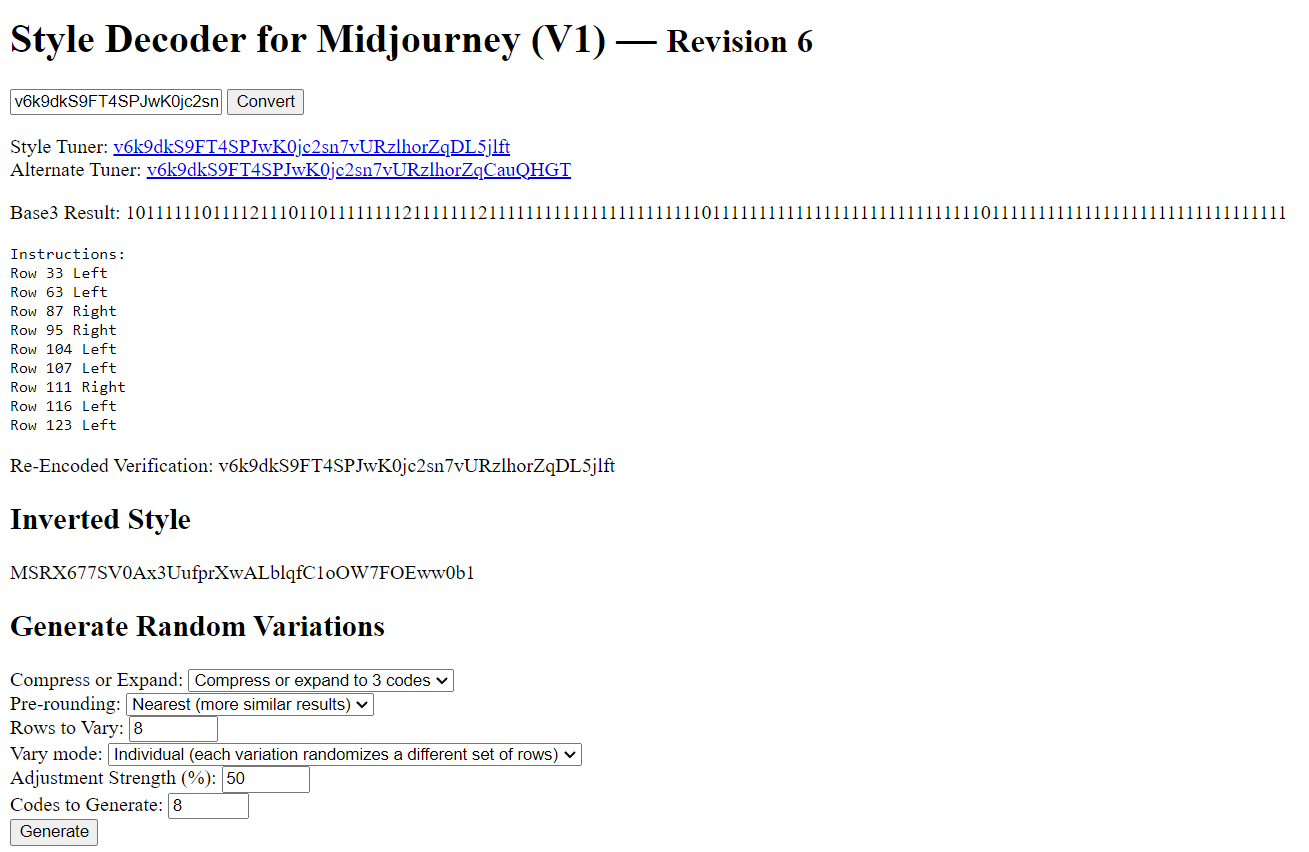 Style Decoder for Midjourney (V1) — Revision 6
v6k9dkS9FT4SPJwK0jc2sn Convert
Style Tuner: v6k9dkS9FT4SPJwK0jc2sn7vURzlhorZqDL5jlft
Alternate Tuner: v6k9dkS9FT4SPJwK0jc2sn7vURzlhorZqCauQHGT
Base3 Result: 1011111101111211101101111111121111111211111111111111111111111011111111111111111111111111111011111111111111111111111111111111
Instructions:
Row 33 Left
Row 63 Left
Row 87 Right
Row 95 Right
Row 104 Left
Row 107 Left
Row 111 Right
Row 116 Left
Row 123 Left
Re-Encoded Verification: v6k9dkS9FT4SPJwK0jc2sn7vURzlhorZqDL5jlft
Inverted Style
MSRX677SV0Ax3UufprXwALblqfC1oOW7FOEww0b1
Generate Random Variations
Compress or Expand: Compress or expand to 3 codes
Pre-rounding: Nearest (more similar results)
Rows to Vary: 8
Vary mode: Individual (each variation randomizes a different set of rows)
Adjustment Strength (%): 50
Codes to Generate: 8
Generate